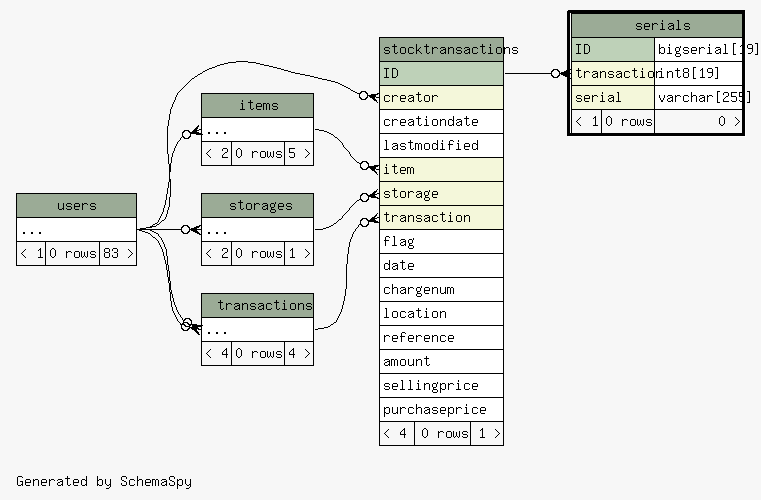 serials
ID bigserial[19]
transaction int8[19]
serial varchar[255]
< 1 0 rows 0 >
stocktransactions
ID
creator
creationdate
lastmodified
item
storage
transaction
flag
date
chargenum
location
reference
amount
sellingprice
purchaseprice
< 4 0 rows 1 >
items
...
< 2 0 rows 5 >
storages
...
< 2 0 rows 1 >
transactions
...
< 4 0 rows 4 >
users
...
< 1 0 rows 83 >
Generated by SchemaSpy